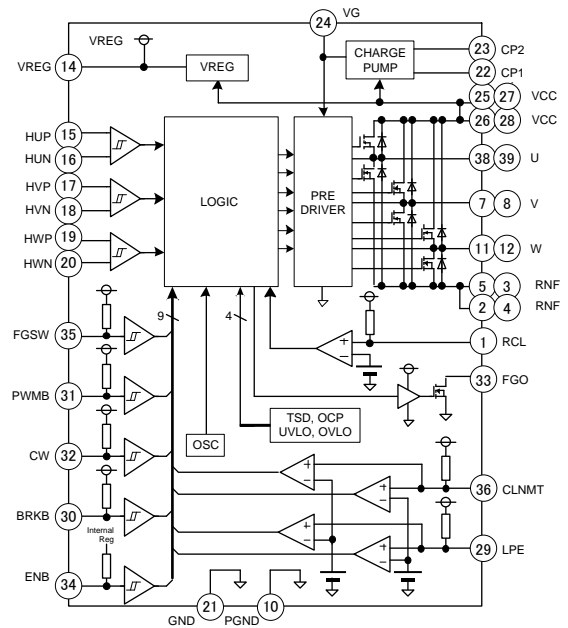 24 VG
VREG
VREG 14
VREG
CHARGE
PUMP
23 CP2
22 CP1
25 27 VCC
26 28 VCC
HUP 15
HUN 16
HVP 17
HVN 18
HWP 19
HWN 20
LOGIC
PRE
DRIVER
38 39 U
7 8 V
11 12 W
5 3 RNF
2 4 RNF
+
−
1 RCL
FGSW 35
9
4
33 FGO
PWMB 31
CW 32
OSC
TSD, OCP
UVLO, OVLO
BRKB 30
+
−
+
−
36 CLNMT
Internal
Reg
+
−
+
−
29 LPE
ENB 34
GND 21
PGND 10